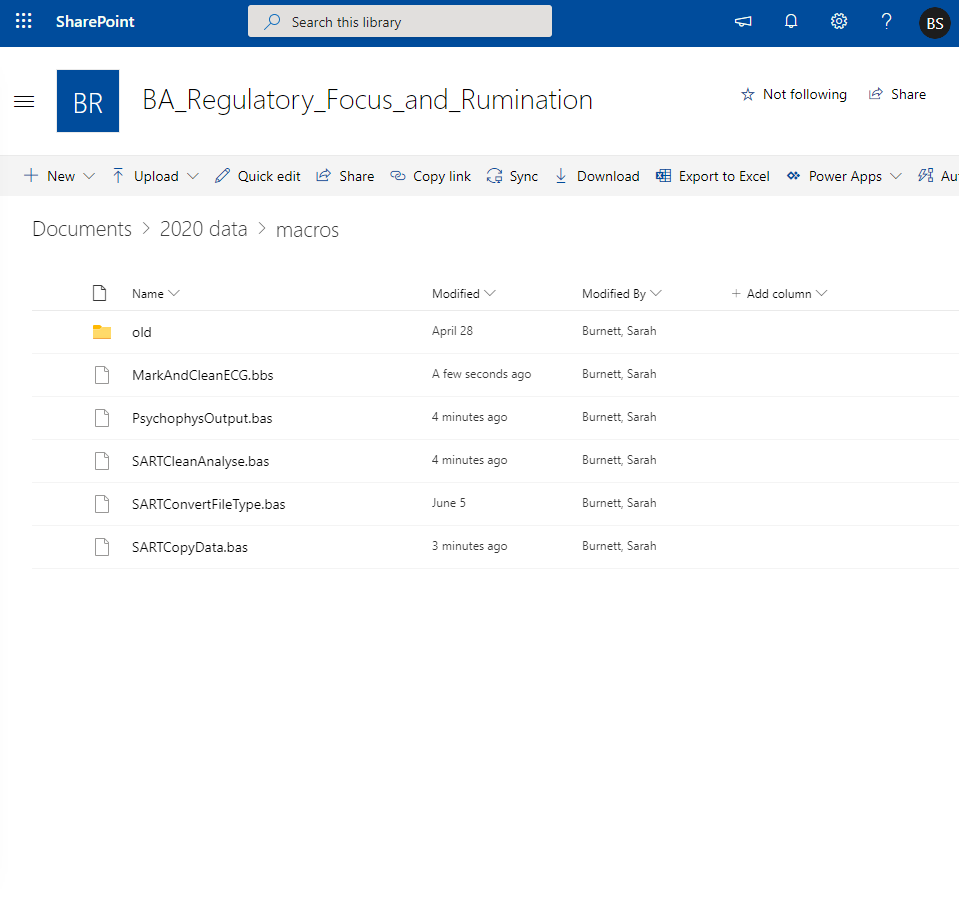 SharePoint Search this library ? BS
BR BA_Regulatory_Focus_and_Rumination Not following Share
New Upload Quick edit Share Copy link Sync Download Export to Excel Power Apps Au
Documents > 2020 data > macros
Name Modified Modified By + Add column
old April 28 Burnett, Sarah
MarkAndCleanECG.bbs A few seconds ago Burnett, Sarah
PsychophysOutput.bas 4 minutes ago Burnett, Sarah
SARTCleanAnalyse.bas 4 minutes ago Burnett, Sarah
SARTConvertFileType.bas June 5 Burnett, Sarah
SARTCopyData.bas 3 minutes ago Burnett, Sarah